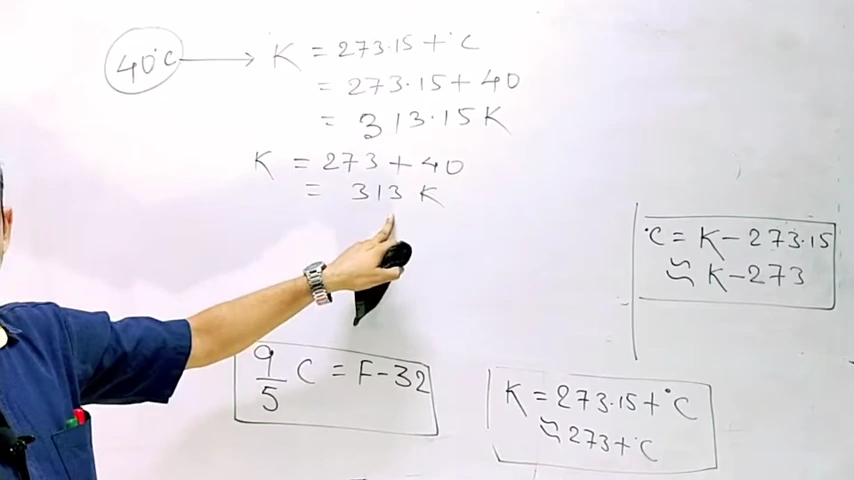 40°C → K = 273.15 + °C
= 273.15 + 40
= 313.15 K
K = 273 + 40
= 313 K
°C = K - 273.15
≈ K - 273
9/5 C = F - 32
K = 273.15 + °C
≈ 273 + °C